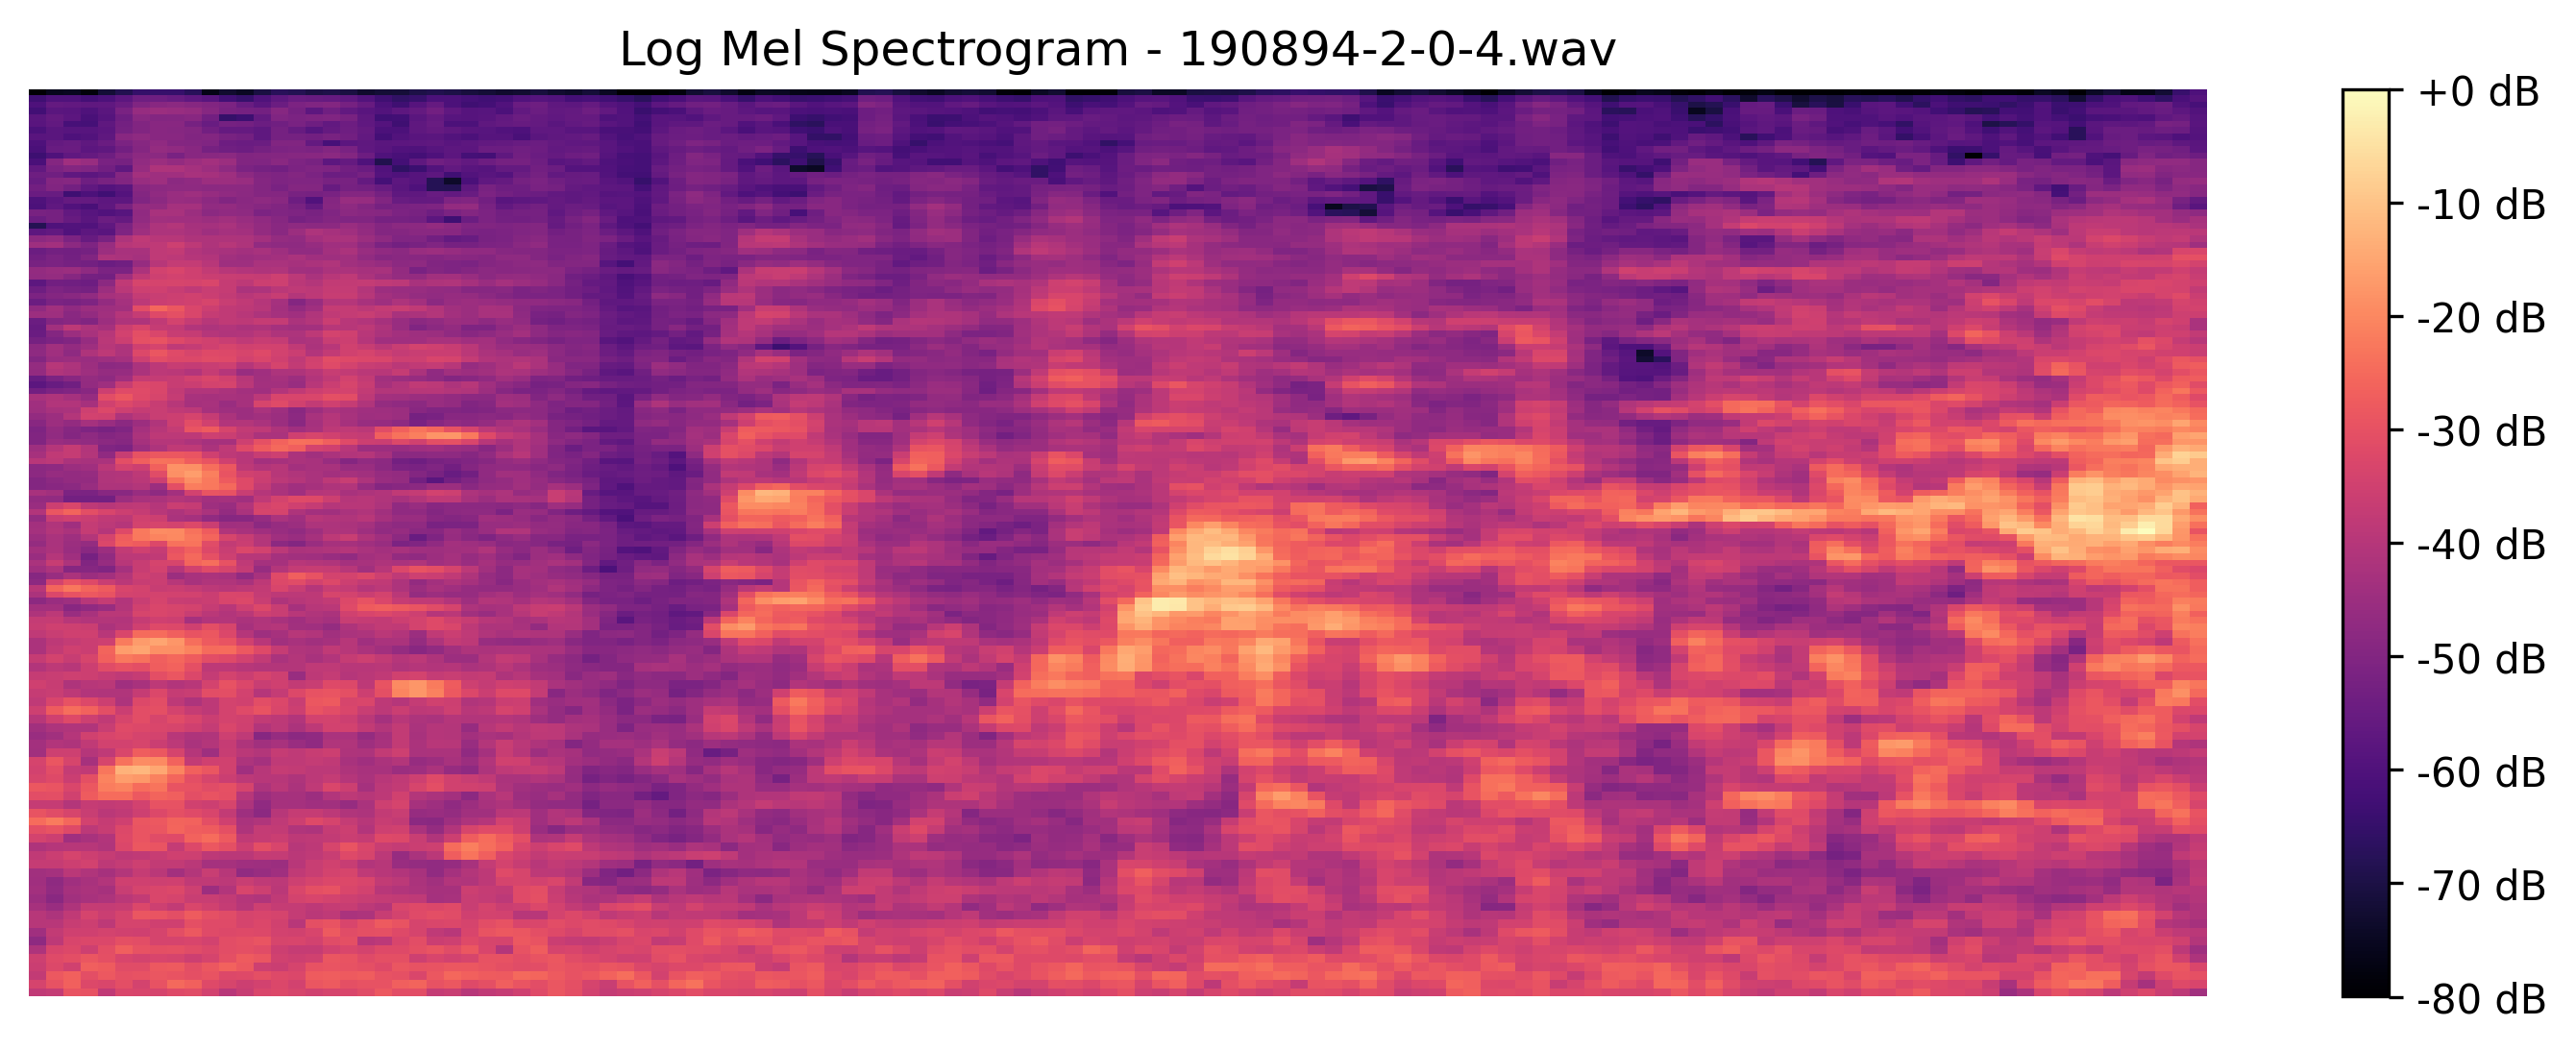 Log Mel Spectrogram - 190894-2-0-4.wav
+0 dB
-10 dB
-20 dB
-30 dB
-40 dB
-50 dB
-60 dB
-70 dB
-80 dB